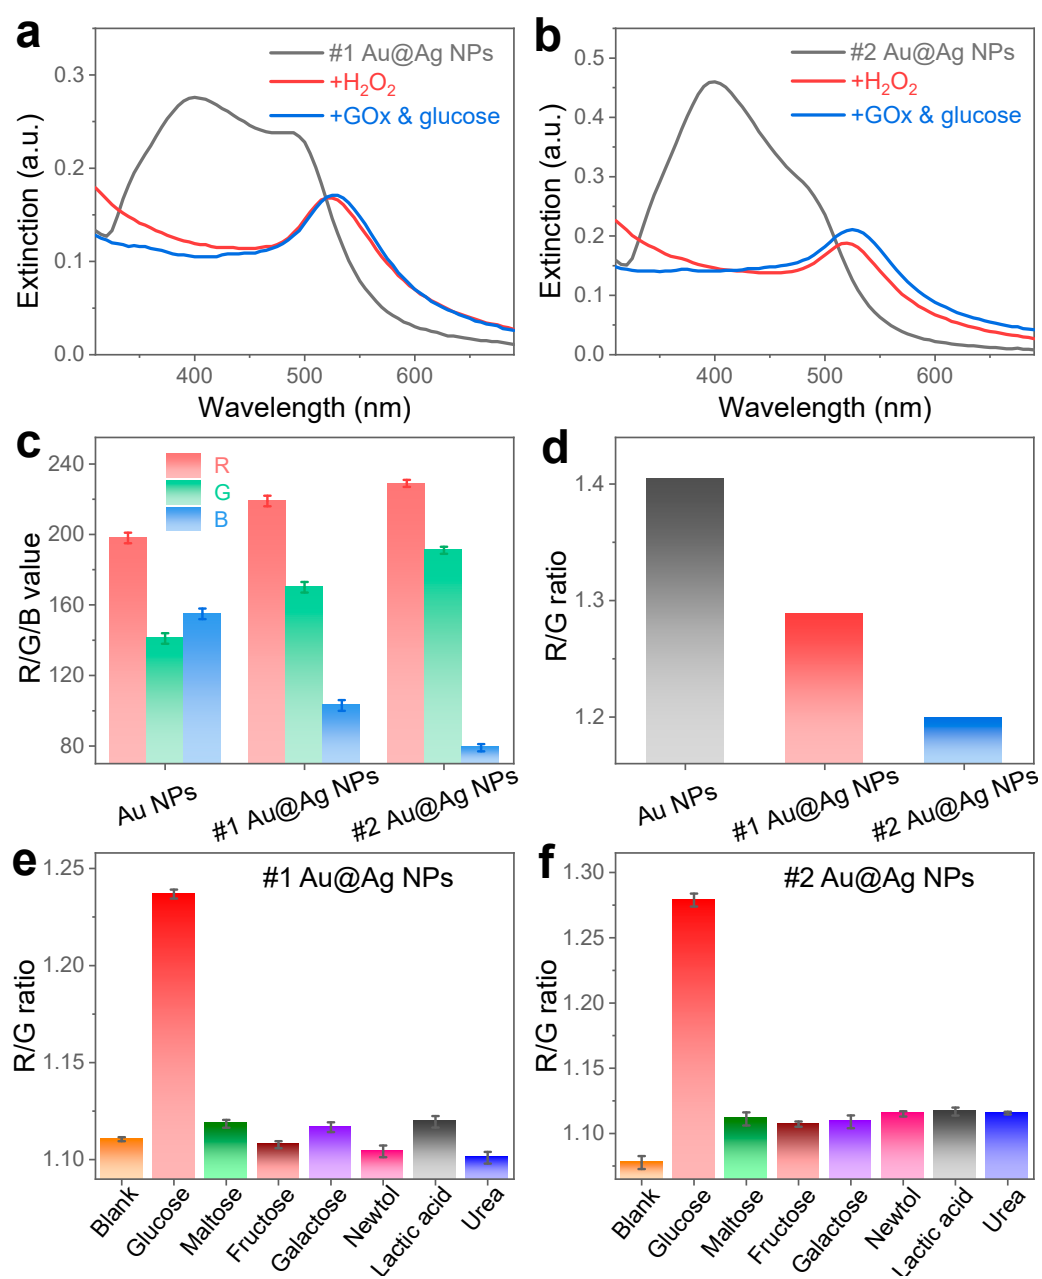 a
#1 Au@Ag NPs
+H₂O₂
+GOx & glucose
0.3
0.2
0.1
0.0
Extinction (a.u.)
400
500
600
Wavelength (nm)
b
#2 Au@Ag NPs
+H₂O₂
+GOx & glucose
0.5
0.4
0.3
0.2
0.1
0.0
Extinction (a.u.)
400
500
600
Wavelength (nm)
c
R
G
B
240
200
160
120
80
R/G/B value
Au NPs
#1 Au@Ag NPs
#2 Au@Ag NPs
d
1.4
1.3
1.2
R/G ratio
Au NPs
#1 Au@Ag NPs
#2 Au@Ag NPs
e
#1 Au@Ag NPs
1.25
1.20
1.15
1.10
R/G ratio
Blank
Glucose
Maltose
Fructose
Galactose
Newtol
Lactic acid
Urea
f
#2 Au@Ag NPs
1.30
1.25
1.20
1.15
1.10
R/G ratio
Blank
Glucose
Maltose
Fructose
Galactose
Newtol
Lactic acid
Urea